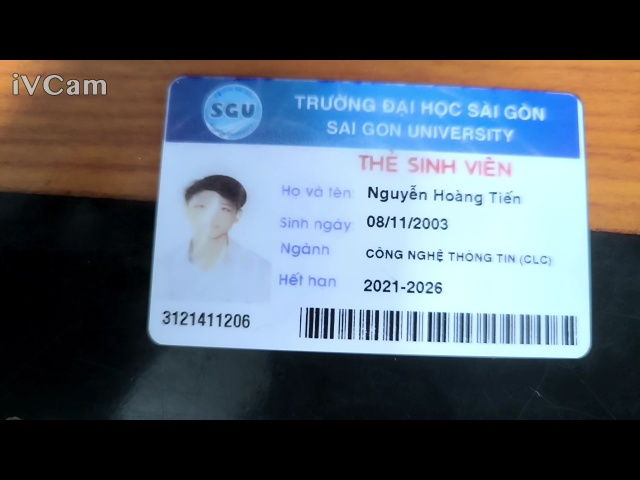 iVCam
SGU
TRƯỜNG ĐẠI HỌC SÀI GÒN
SAI GON UNIVERSITY
THẺ SINH VIÊN
Họ và tên: Nguyễn Hoàng Tiến
Sinh ngày: 08/11/2003
Ngành CÔNG NGHỆ THÔNG TIN (CLC)
Hết hạn 2021-2026
3121411206